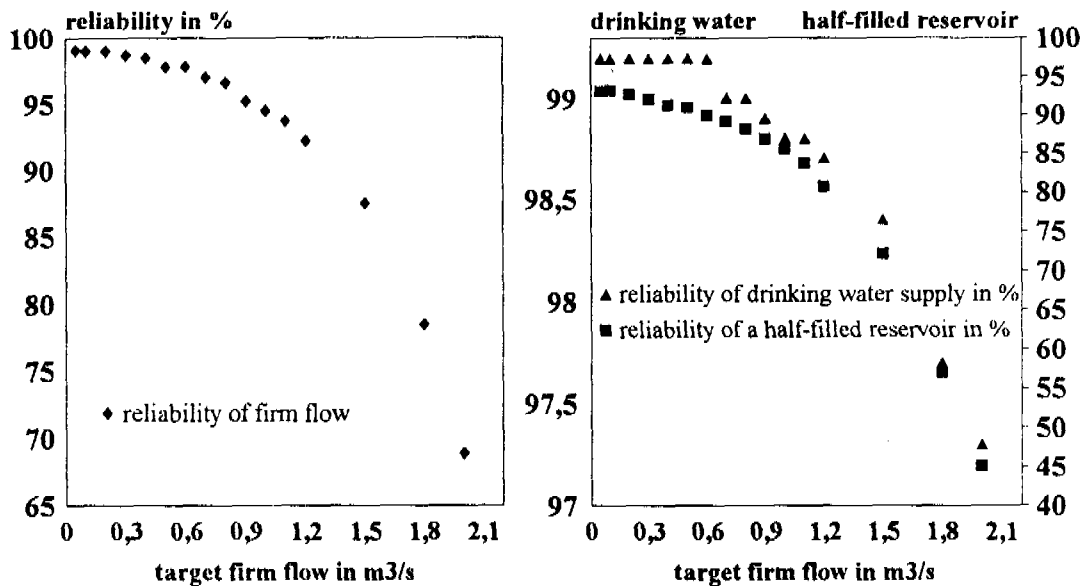 reliability in %
100
95
90
85
80
75
70
65
reliability of firm flow
0 0,3 0,6 0,9 1,2 1,5 1,8 2,1
target firm flow in m3/s
drinking water half-filled reservoir
99
98,5
98
97,5
97
100
95
90
85
80
75
70
65
60
55
50
45
40
reliability of drinking water supply in %
reliability of a half-filled reservoir in %
0 0,3 0,6 0,9 1,2 1,5 1,8 2,1
target firm flow in m3/s